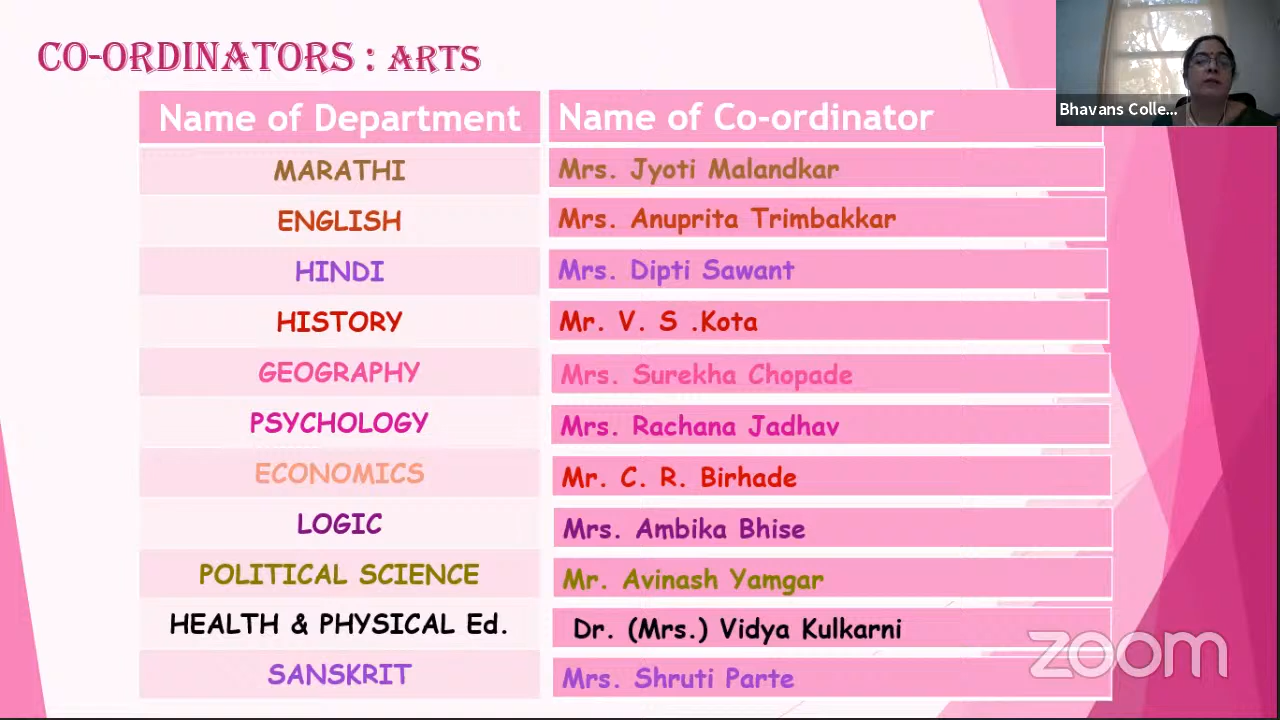 CO-ORDINATORS : ARTS
Bhavans Colle...
Name of Department Name of Co-ordinator
MARATHI Mrs. Jyoti Malandkar
ENGLISH Mrs. Anuprita Trimbakkar
HINDI Mrs. Dipti Sawant
HISTORY Mr. V. S .Kota
GEOGRAPHY Mrs. Surekha Chopade
PSYCHOLOGY Mrs. Rachana Jadhav
ECONOMICS Mr. C. R. Birhade
LOGIC Mrs. Ambika Bhise
POLITICAL SCIENCE Mr. Avinash Yamgar
HEALTH & PHYSICAL Ed. Dr. (Mrs.) Vidya Kulkarni
SANSKRIT Mrs. Shruti Parte
zoom